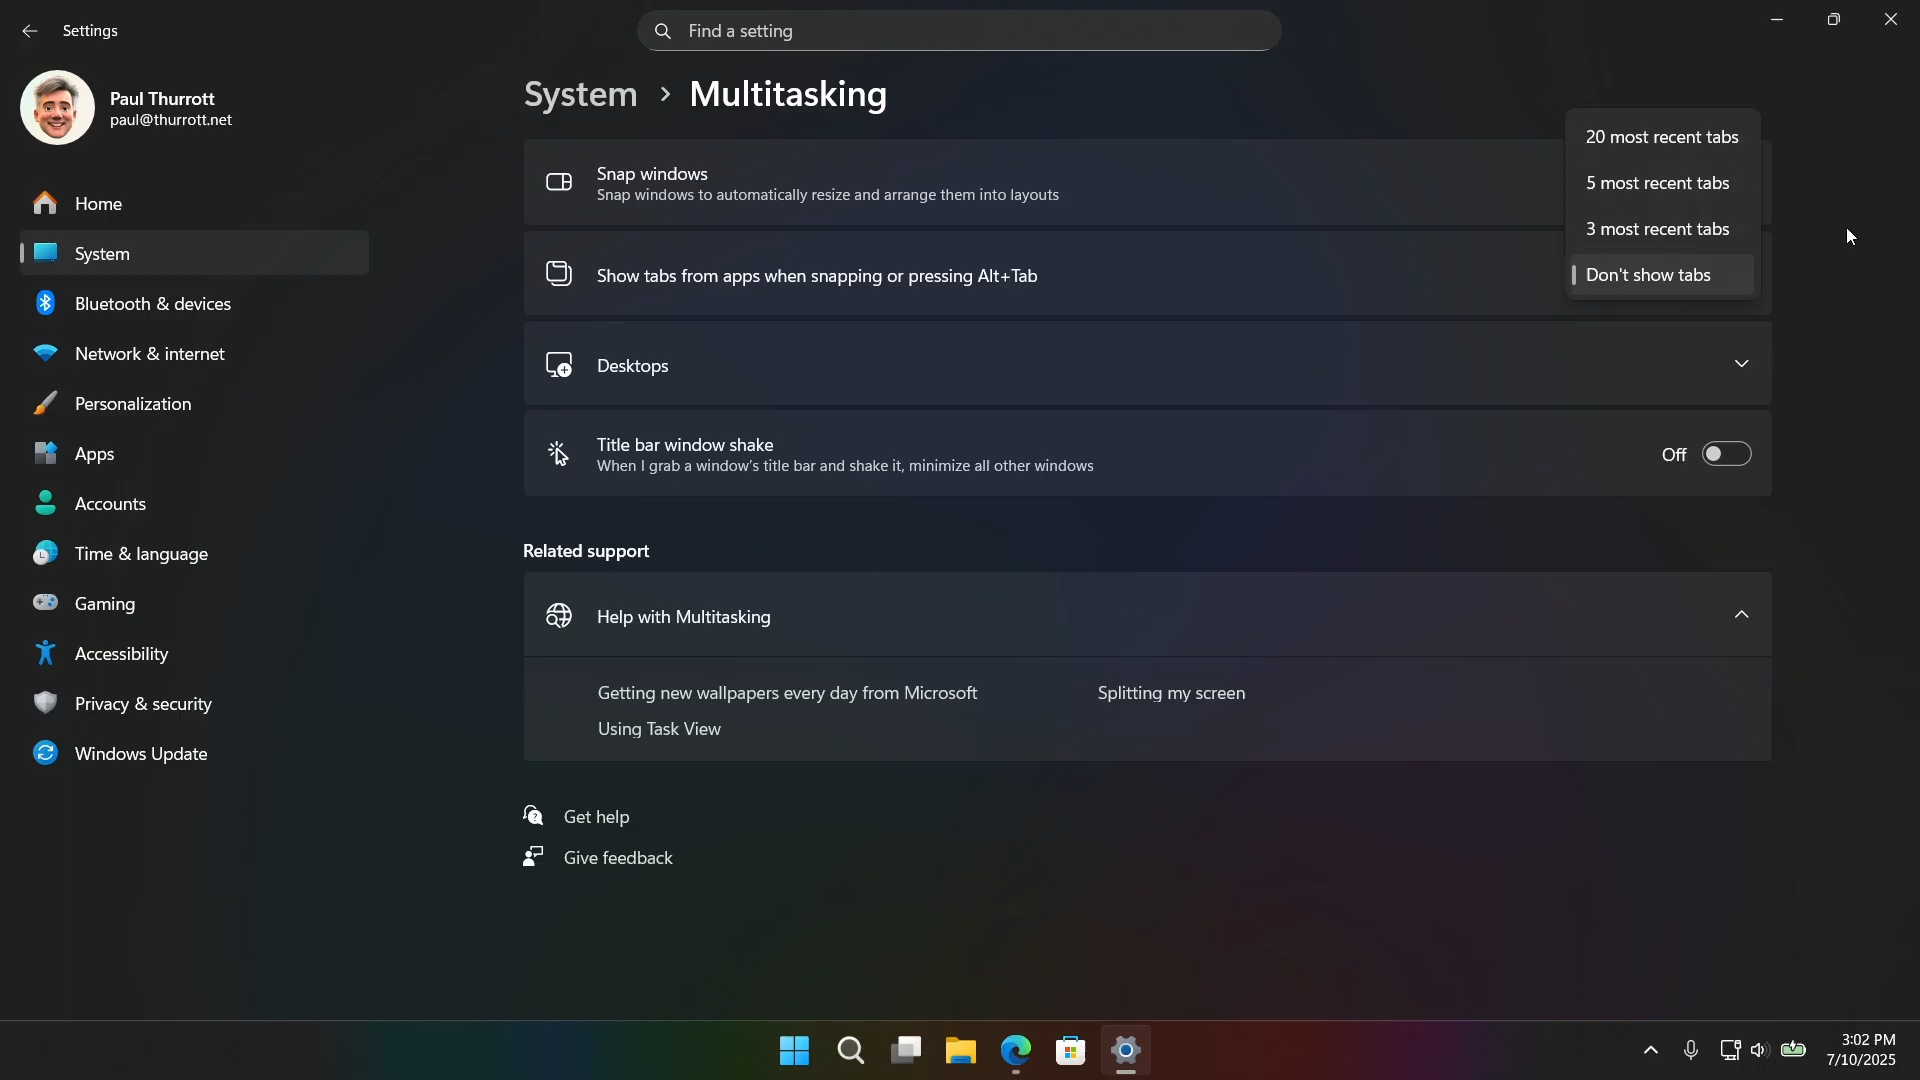 Settings
Find a setting
Paul Thurrott
paul@thurrott.net
Home
System
Bluetooth & devices
Network & internet
Personalization
Apps
Accounts
Time & language
Gaming
Accessibility
Privacy & security
Windows Update
System > Multitasking
Snap windows
Snap windows to automatically resize and arrange them into layouts
Show tabs from apps when snapping or pressing Alt+Tab
20 most recent tabs
5 most recent tabs
3 most recent tabs
Don't show tabs
Desktops
Title bar window shake
When I grab a window's title bar and shake it, minimize all other windows
Off
Related support
Help with Multitasking
Getting new wallpapers every day from Microsoft
Splitting my screen
Using Task View
Get help
Give feedback
3:02 PM
7/10/2025